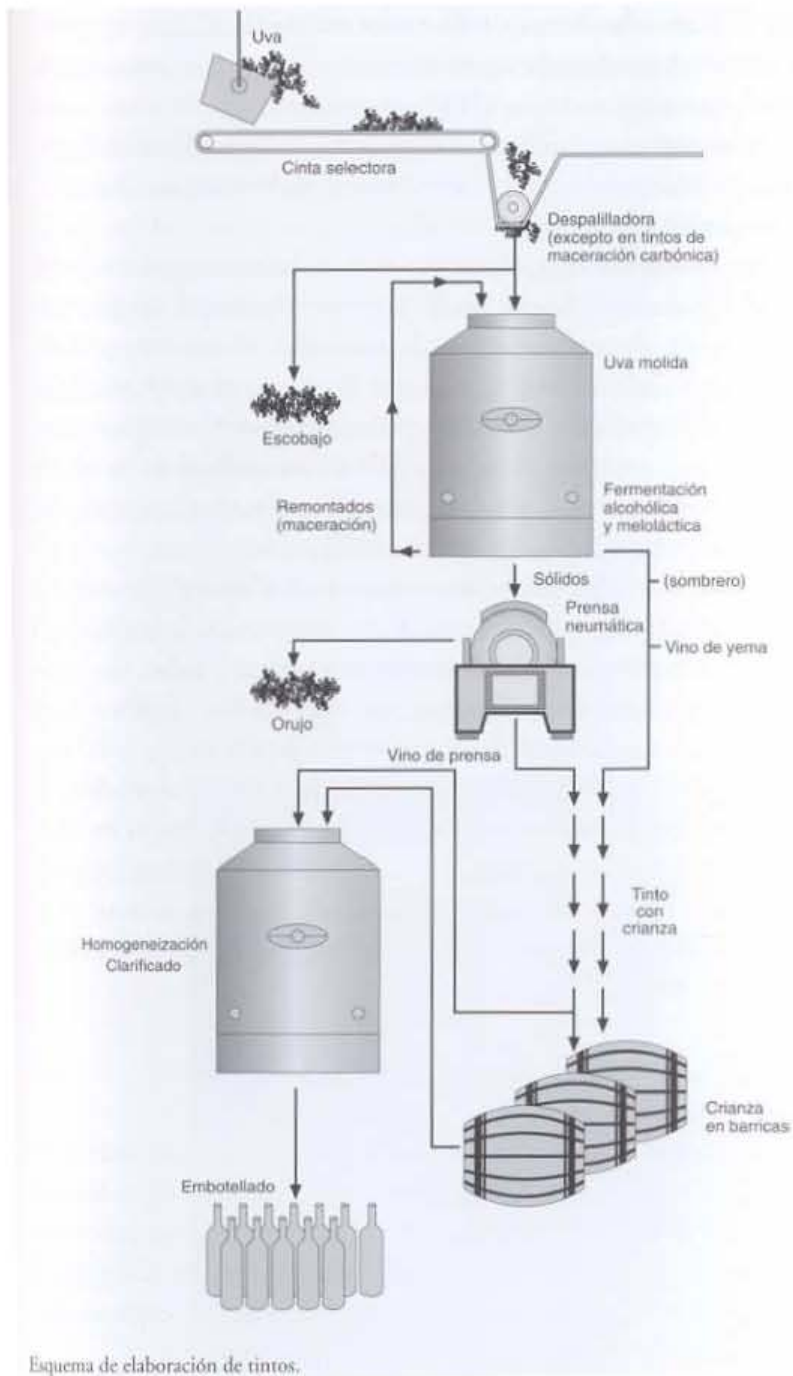 Uva
Cinta selectora
Despalilladora
(excepto en tintos de
maceración carbónica)
Uva molida
Escobajo
Remontados
(maceración)
Fermentación
alcohólica
y meloláctica
Sólidos
(sombrero)
Prensa
neumática
Vino de yema
Orujo
Vino de prensa
Tinto
con
crianza
Homogeneización
Clarificado
Crianza
en barricas
Embotellado
Esquema de elaboración de tintos.